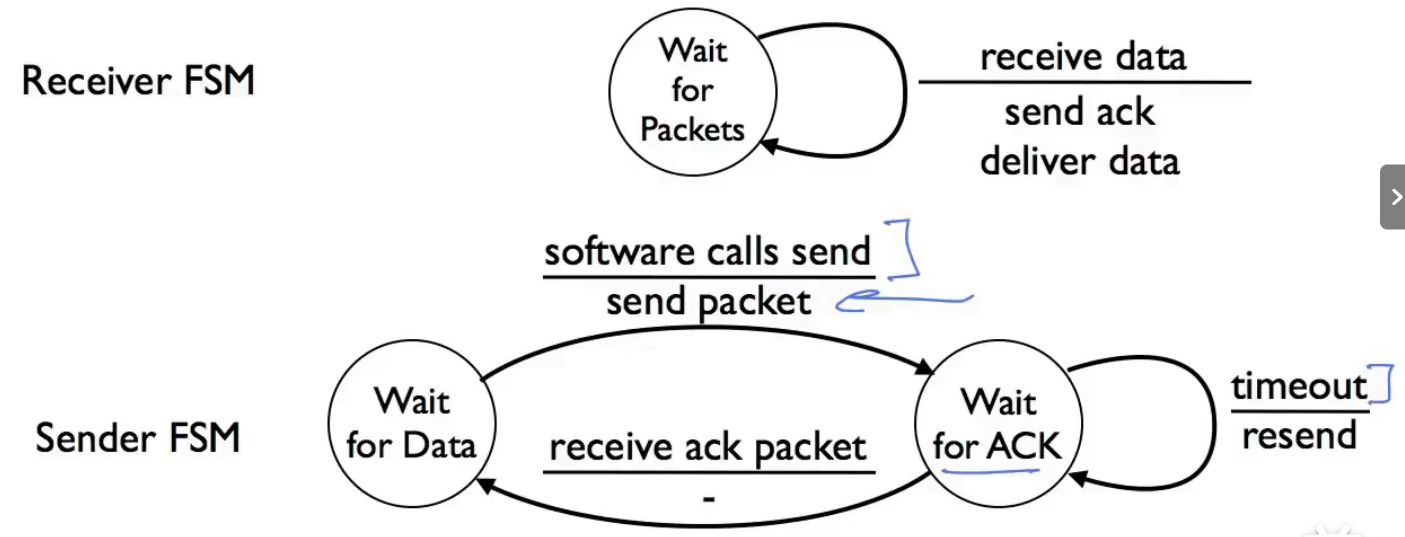 Receiver FSM
Wait
for
Packets
receive data
send ack
deliver data
software calls send
send packet
Sender FSM
Wait
for Data
receive ack packet
-
Wait
for ACK
timeout
resend